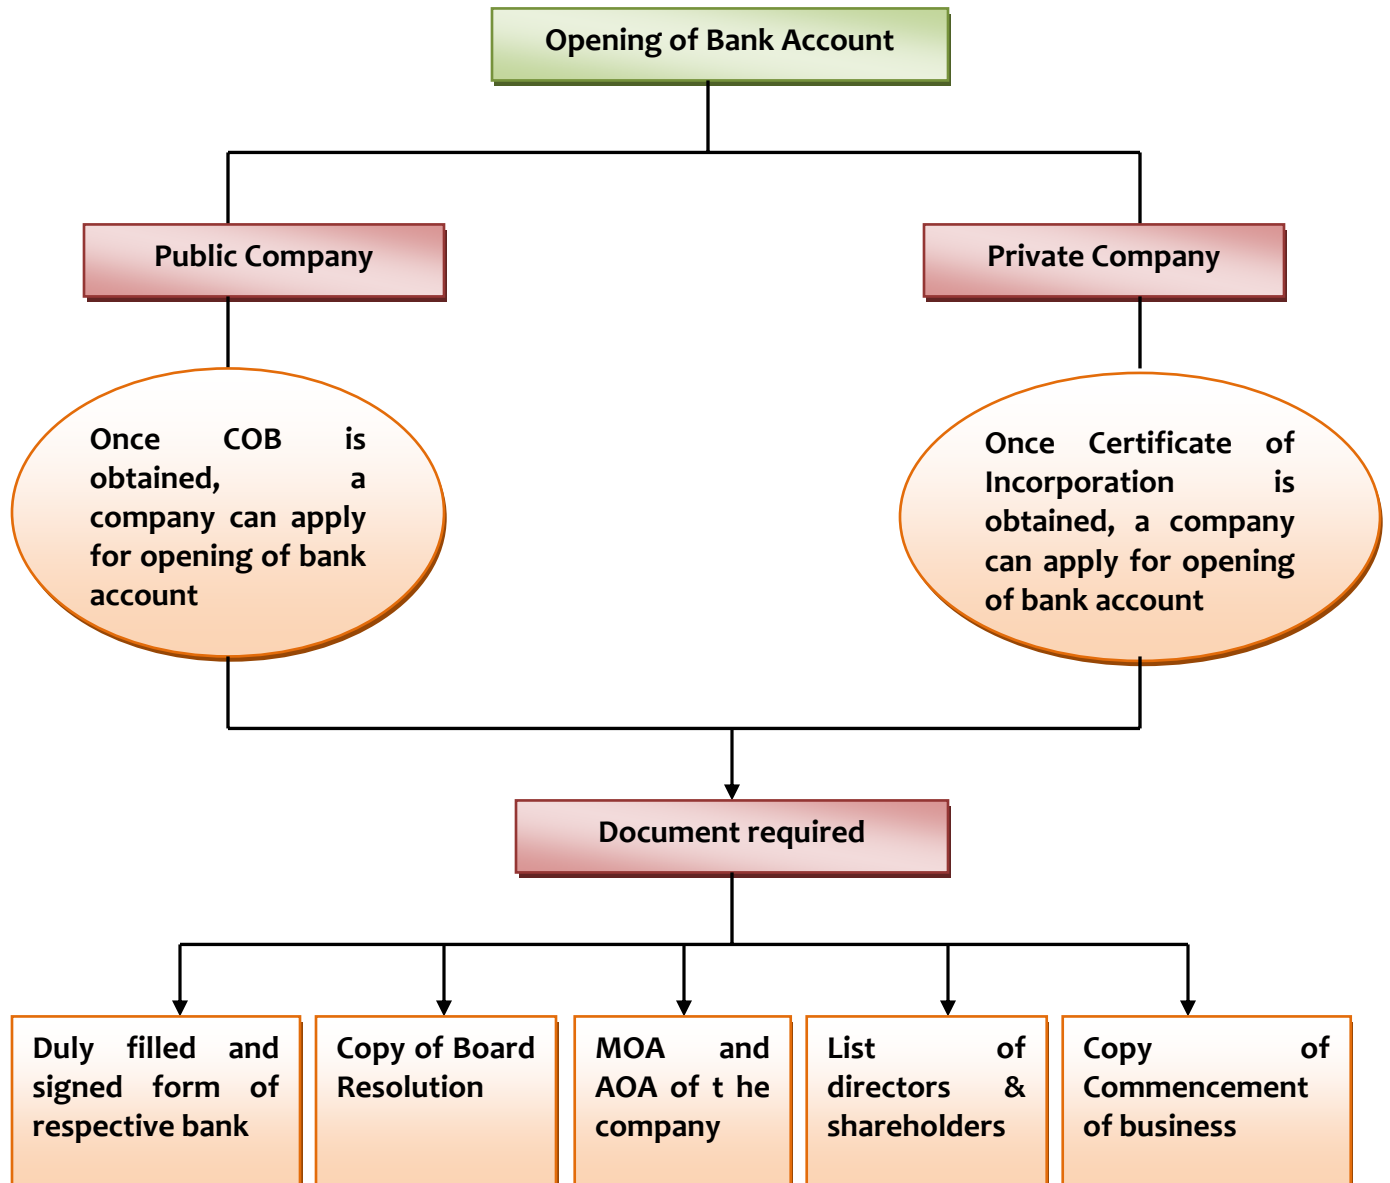 Opening of Bank Account
Public Company
Private Company
Once COB is
obtained, a
company can apply
for opening of bank
account
Once Certificate of
Incorporation is
obtained, a company
can apply for opening
of bank account
Document required
Duly filled and
signed form of
respective bank
Copy of Board
Resolution
MOA and
AOA of t he
company
List of
directors &
shareholders
Copy of
Commencement
of business